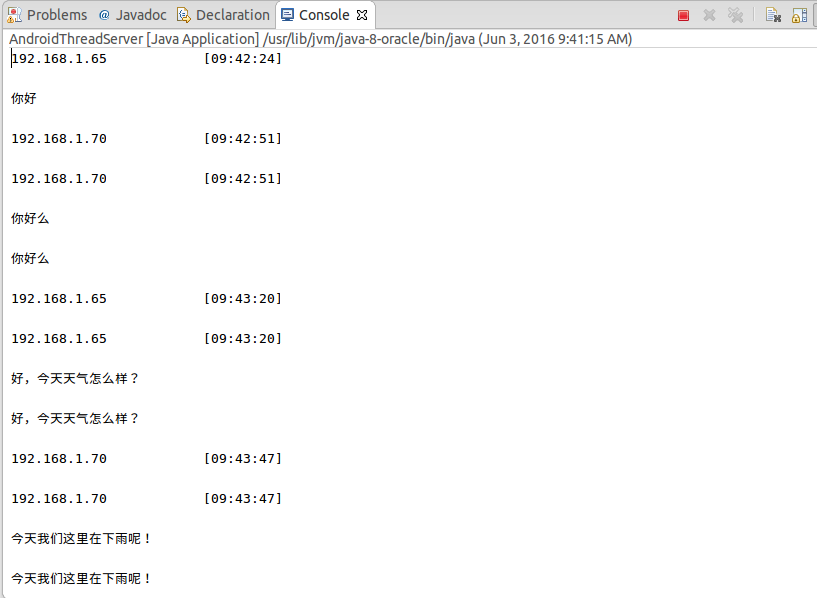 Problems @ Javadoc Declaration Console
AndroidThreadServer [Java Application] /usr/lib/jvm/java-8-oracle/bin/java (Jun 3, 2016 9:41:15 AM)
192.168.1.65 [09:42:24]
你好
192.168.1.70 [09:42:51]
192.168.1.70 [09:42:51]
你好么
你好么
192.168.1.65 [09:43:20]
192.168.1.65 [09:43:20]
好，今天天气怎么样？
好，今天天气怎么样？
192.168.1.70 [09:43:47]
192.168.1.70 [09:43:47]
今天我们这里在下雨呢！
今天我们这里在下雨呢！